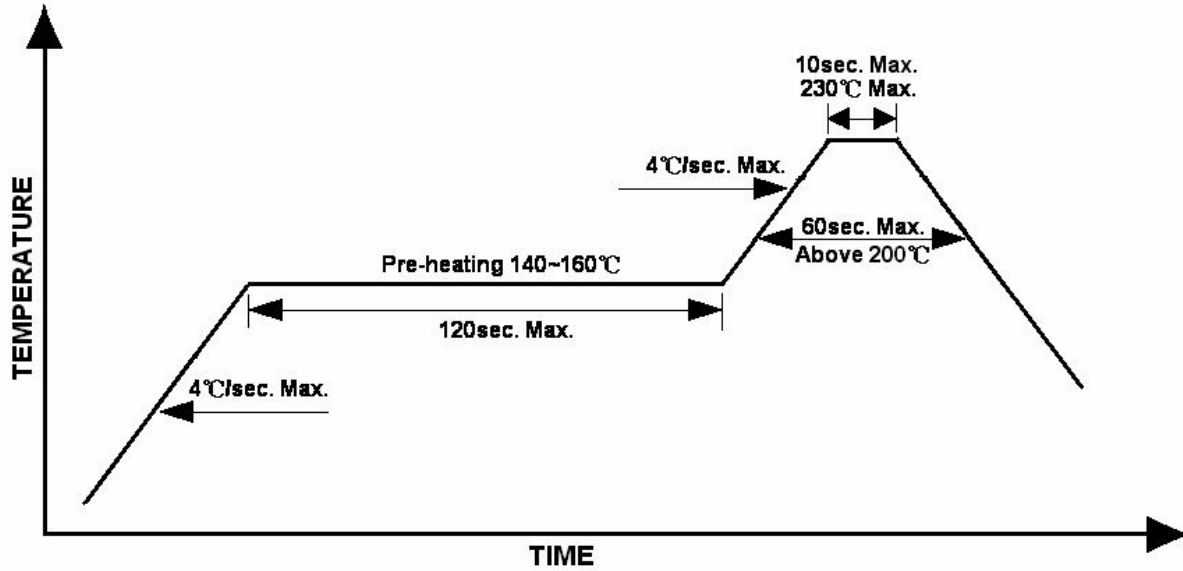 10sec. Max.
230℃ Max.
4℃/sec. Max.
60sec. Max.
Above 200℃
Pre-heating 140~160℃
120sec. Max.
4℃/sec. Max.
TEMPERATURE
TIME